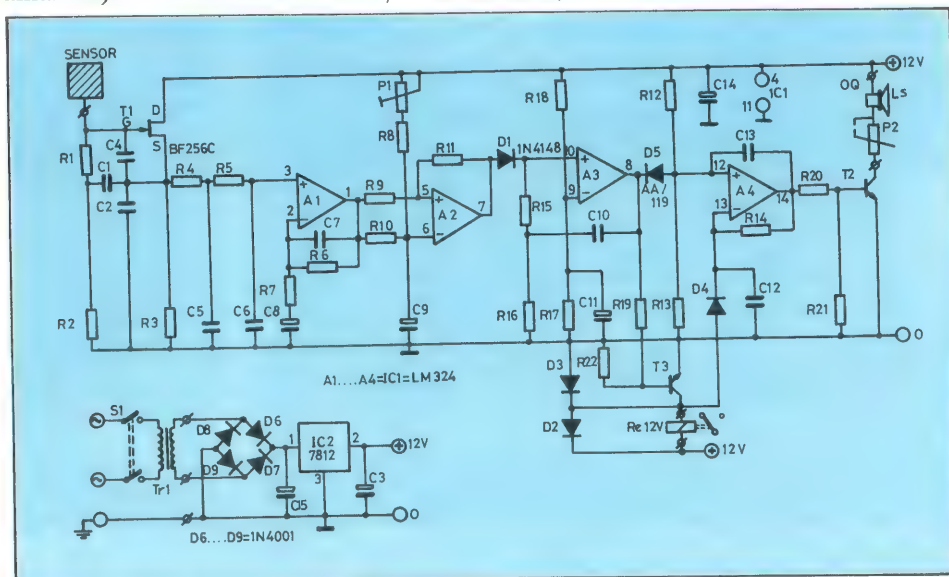 SENSOR
R1
C1
C2
C4
T1
G
D
S
BF256C
R4
R5
R2
R3
C5
C6
3
2
A1
1
C7
R6
R7
C8
P1
R8
R9
R10
C9
R11
5
6
A2
7
D1
1N4148
R15
R16
R18
10
9
A3
8
C10
R17
C11
R19
R22
D3
D2
D5
AA/
119
R12
R13
T3
Re 12V
12V
C14
4
1C1
11
C13
12
13
A4
14
R14
D4
C12
R20
R21
T2
12V
OQ
Ls
P2
0
A1....A4=IC1=LM324
S1
Tr1
D8
D6
D9
D7
1
IC2
7812
2
3
C15
C3
12V
0
D6....D9=1N4001